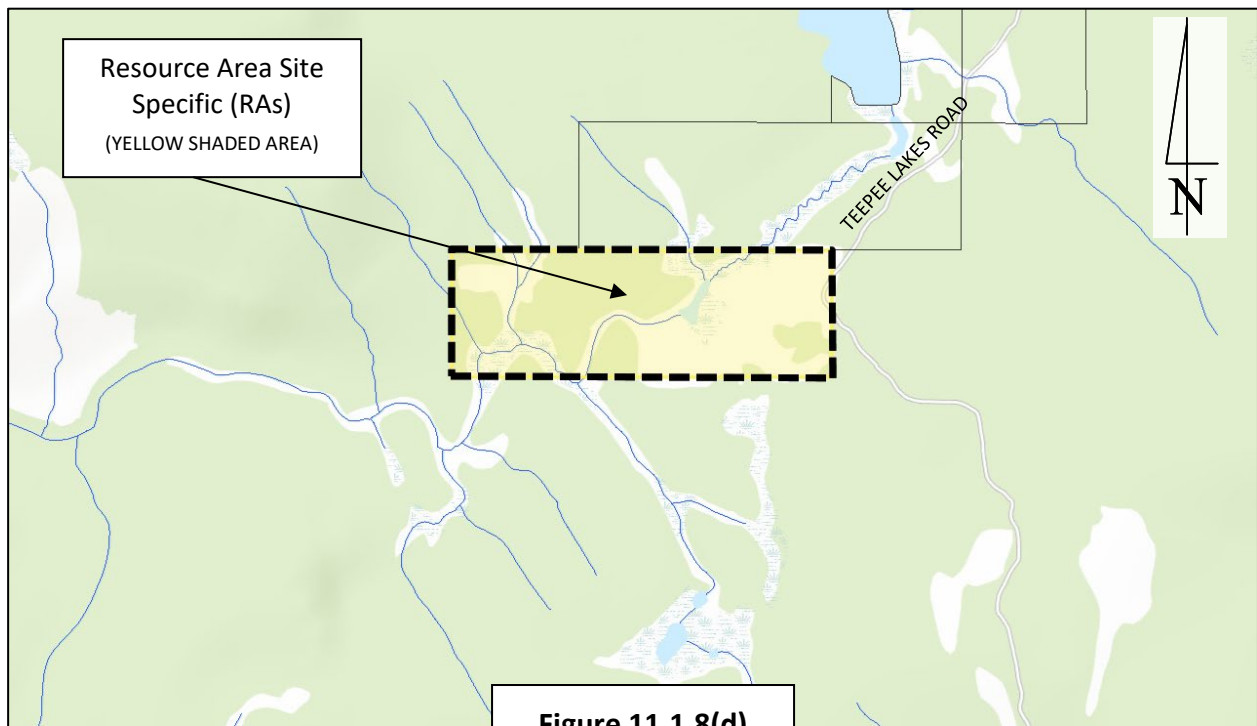 Resource Area Site
Specific (RAs)
(YELLOW SHADED AREA)
TEEPEE LAKES ROAD
N
Figure 11.1.8(d)